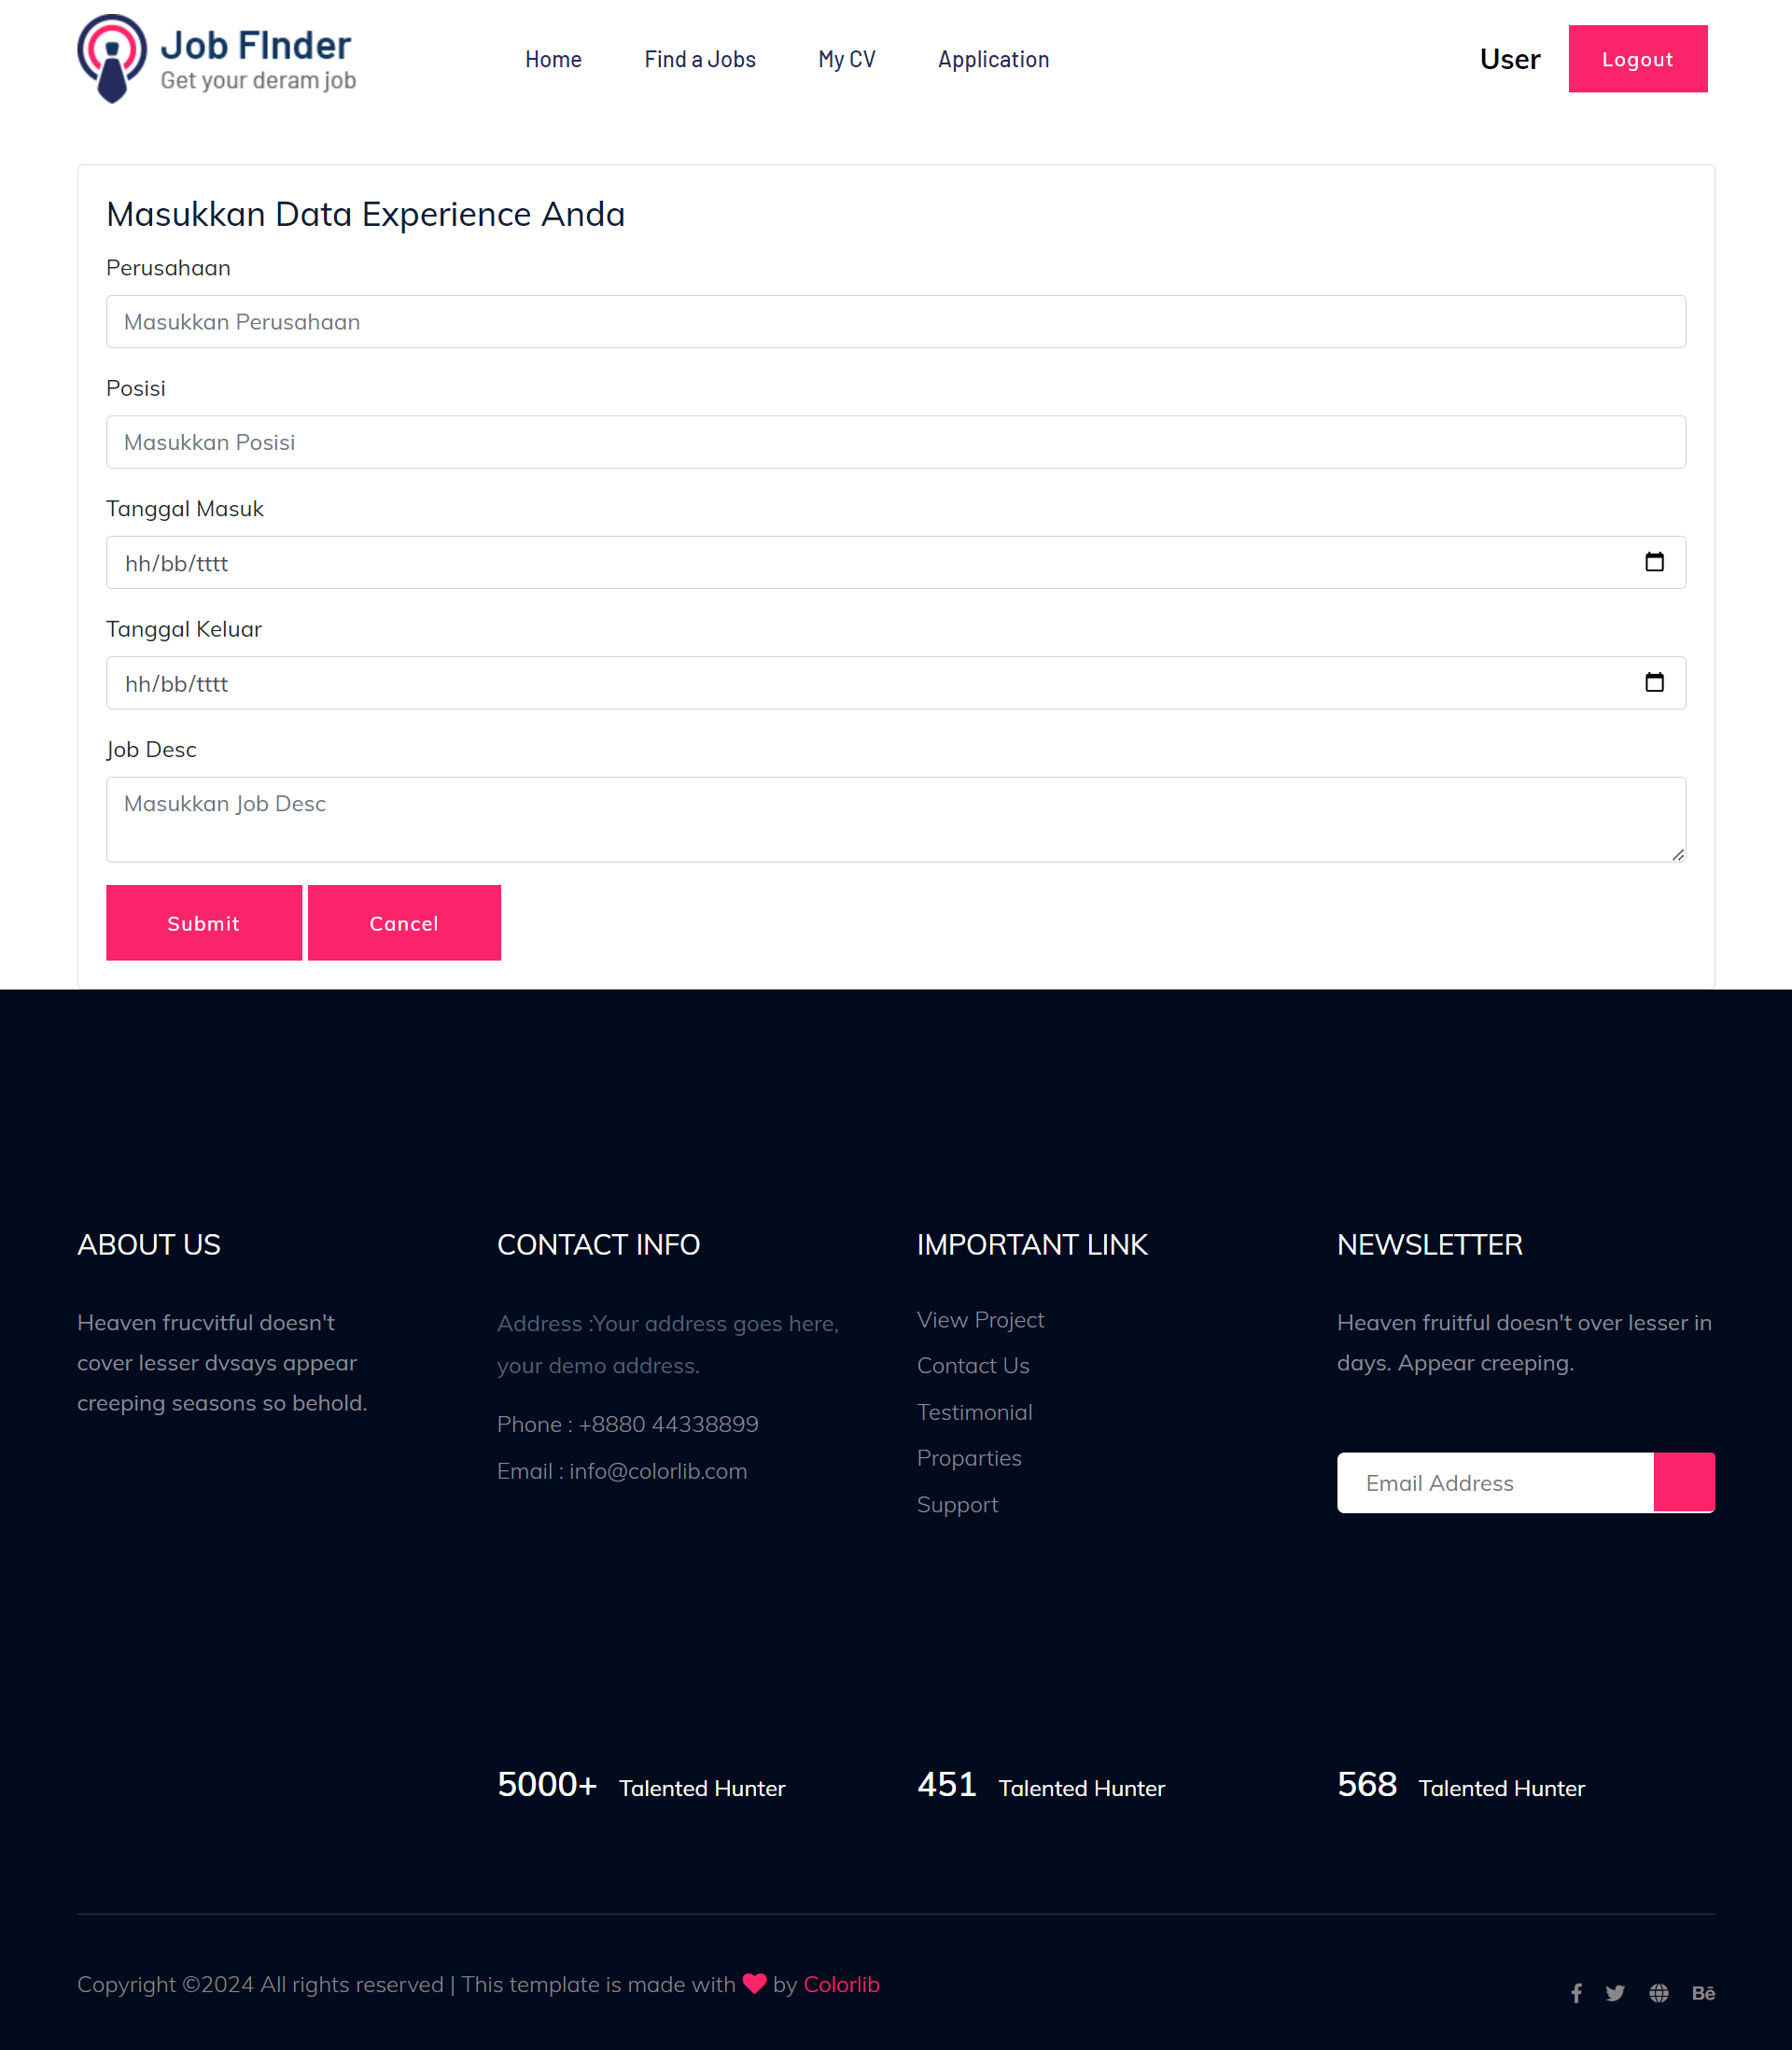 Job FInder
Get your deram job
Home
Find a Jobs
My CV
Application
User
Logout
Masukkan Data Experience Anda
Perusahaan
Masukkan Perusahaan
Posisi
Masukkan Posisi
Tanggal Masuk
hh/bb/tttt
Tanggal Keluar
hh/bb/tttt
Job Desc
Masukkan Job Desc
Submit
Cancel
ABOUT US
Heaven frucvitful doesn't
cover lesser dvsays appear
creeping seasons so behold.
CONTACT INFO
Address :Your address goes here,
your demo address.
Phone : +8880 44338899
Email : info@colorlib.com
IMPORTANT LINK
View Project
Contact Us
Testimonial
Proparties
Support
NEWSLETTER
Heaven fruitful doesn't over lesser in
days. Appear creeping.
Email Address
5000+ Talented Hunter
451 Talented Hunter
568 Talented Hunter
Copyright ©2024 All rights reserved | This template is made with ♥ by Colorlib
Bē